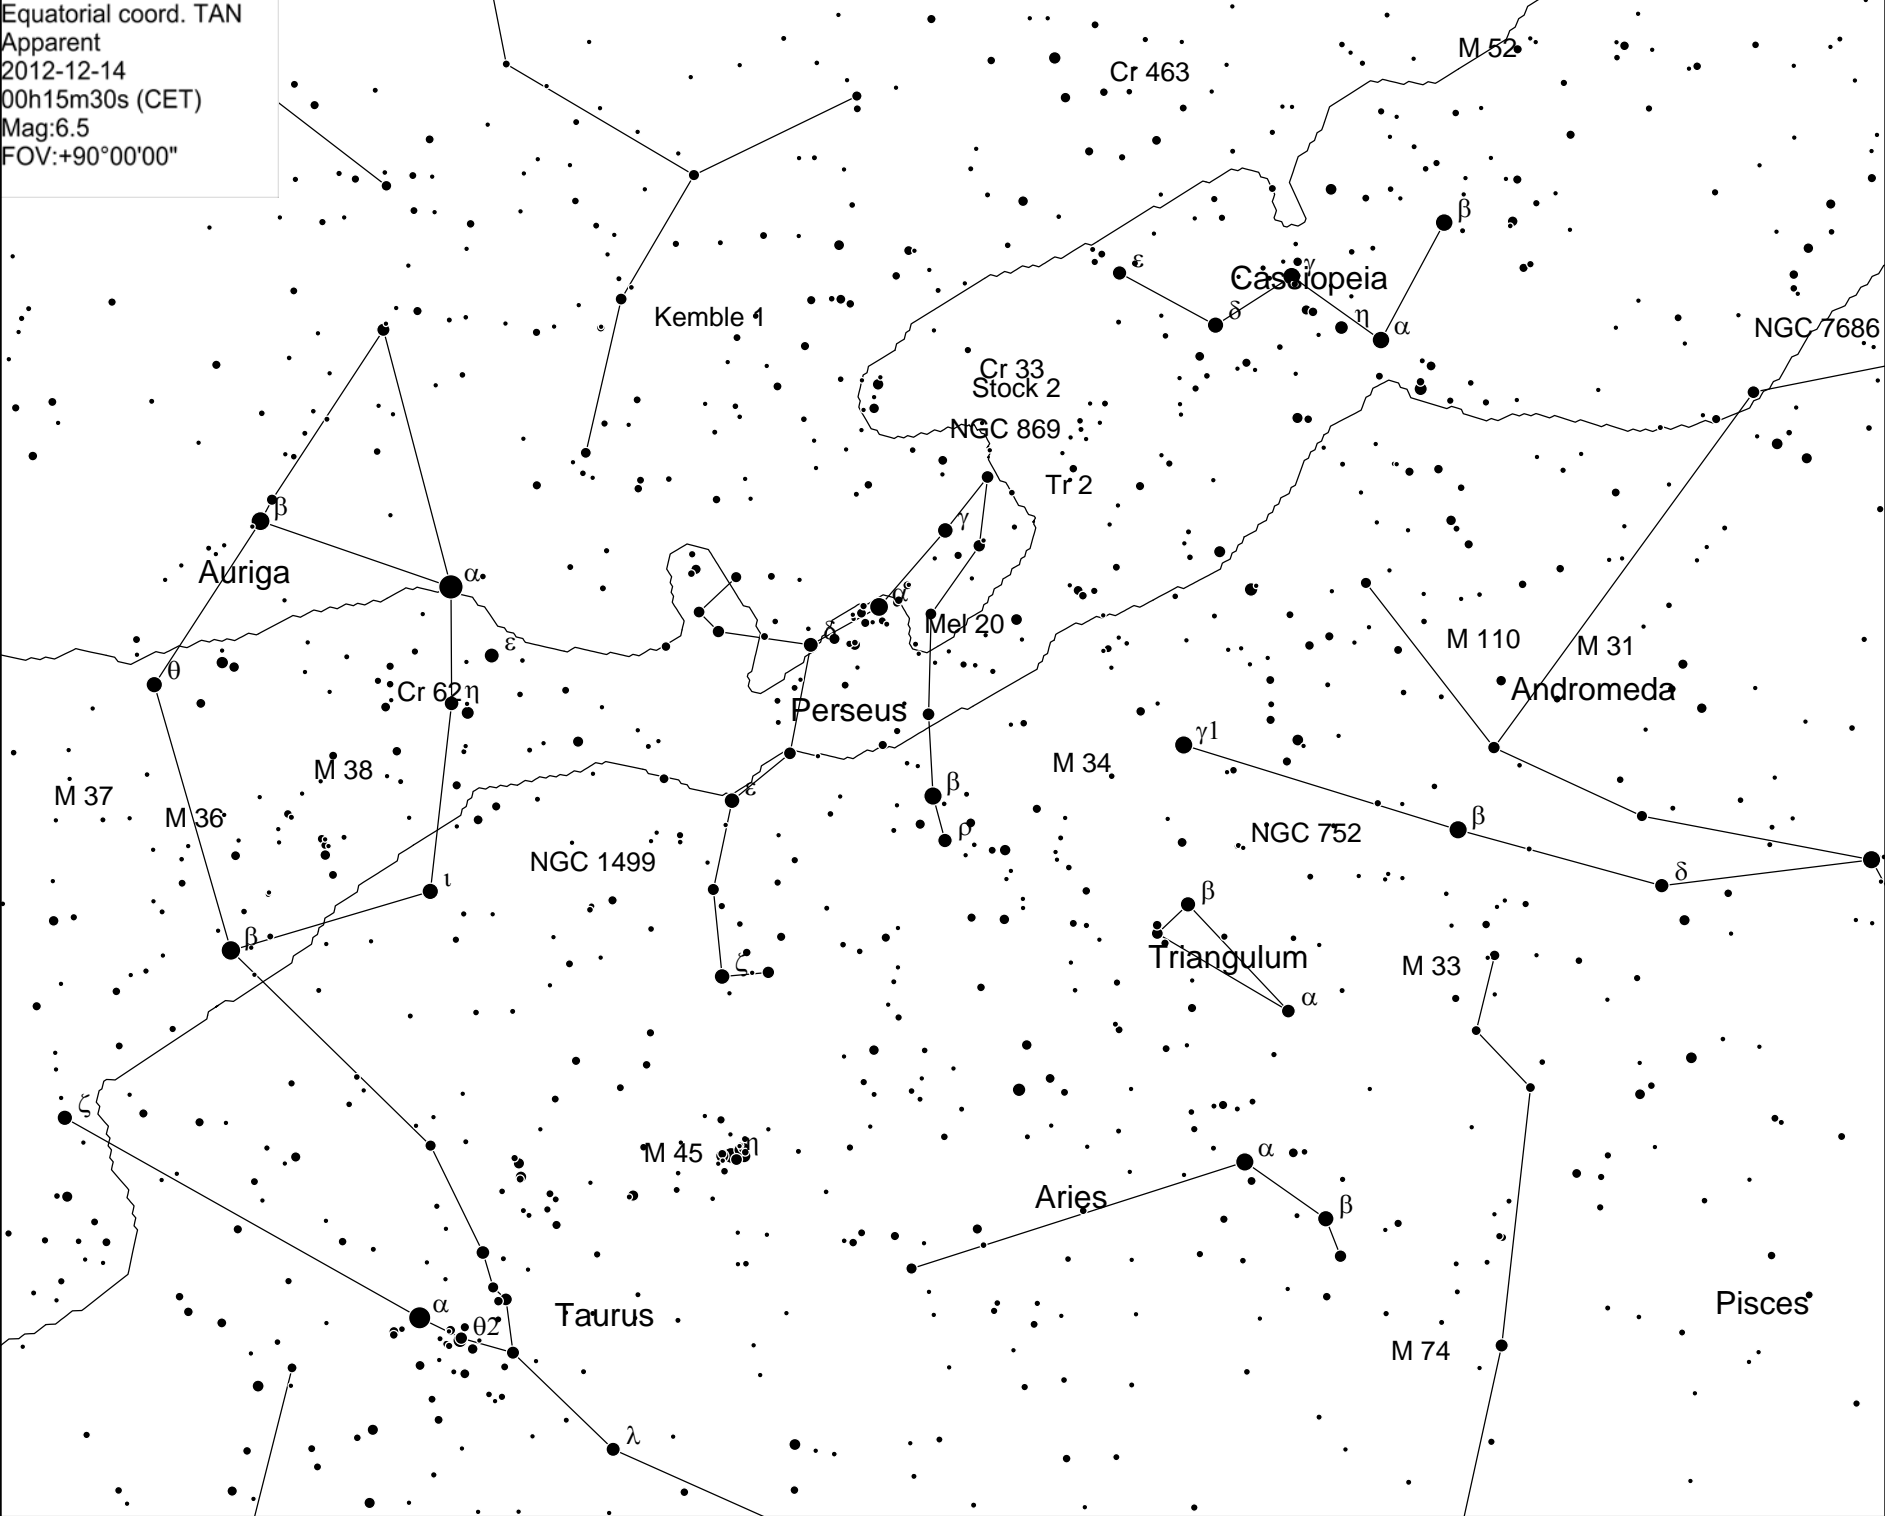 Equatorial coord. TAN
Apparent
2012-12-14
00h15m30s (CET)
Mag:6.5
FOV:+90°00'00"
M 52
Cr 463
β
ε
γ
Cassiopeia
δ
η
α
Kemble 1
NGC 7686
Cr 33
Stock 2
NGC 869
Tr 2
β
γ
Auriga
α
α
Mel 20
δ
ε
M 110
M 31
θ
Cr 62
η
Andromeda
Perseus
γ1
M 38
M 34
M 37
M 36
ε
β
β
ρ
NGC 752
NGC 1499
δ
ι
β
β
ζ
Triangulum
M 33
α
ζ
M 45
η
α
Aries
β
α
θ2
Taurus
Pisces
M 74
λ